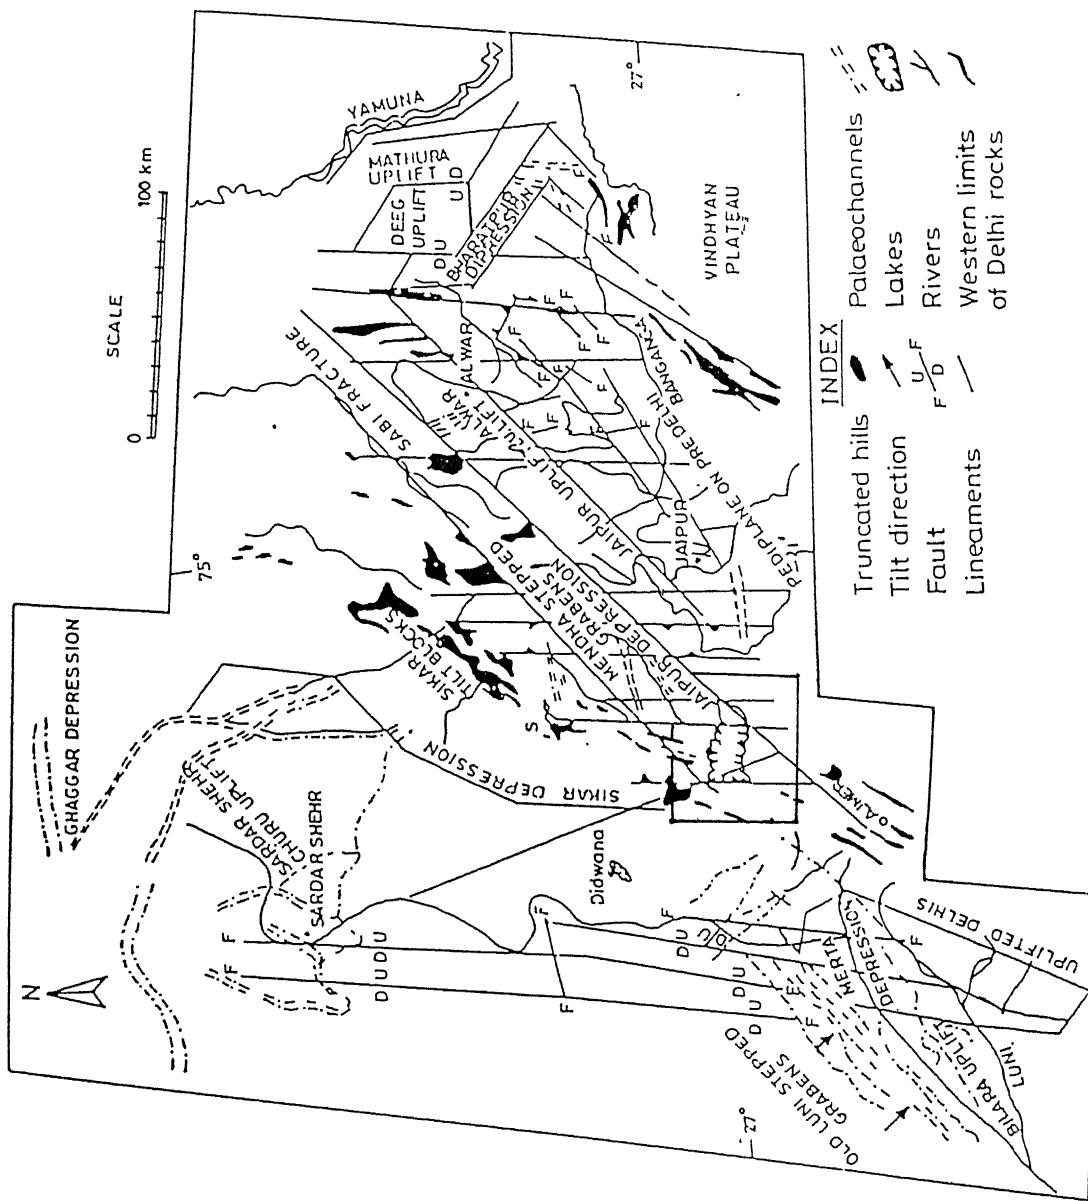 N
GHAGGAR DEPRESSION
SCALE
0
100 km
75°
27°
27°
YAMUNA
MATHURA
UPLIFT
DEEG
UPLIFT
U D
D U
BHARATPUR
DIPRESSION
VINDHYAN
PLATEAU
SABI FRACTURE
ALWAR
ALWAR
JAIPUR UPLIFT
BANGANGA
PEDIPLANE ON PRE DELHI
JAIPUR
MENDHA STEPPED
GRABENS
JAIPUR DEPRESSION
SIKAR
TILT BLOCKS
SIKAR DEPRESSION
S
SARDAR SHEHR
CHURU UPLIFT
SARDAR SHEHR
Didwana
AJMER
F
F
D U D U
F
F
F
D U D U
D U
D/U
F
F
F
F
MERTA
DEPRESSION
OLD LUNI STEPPED
GRABENS
BILARA UPLIFT
LUNI
UPLIFTED DELHIS
F
F
F
F
F
F
F
F
F
F
F
F
INDEX
Truncated hills
Palaeochannels
Tilt direction
Lakes
Fault
F U D F
Rivers
Lineaments
Western limits
of Delhi rocks